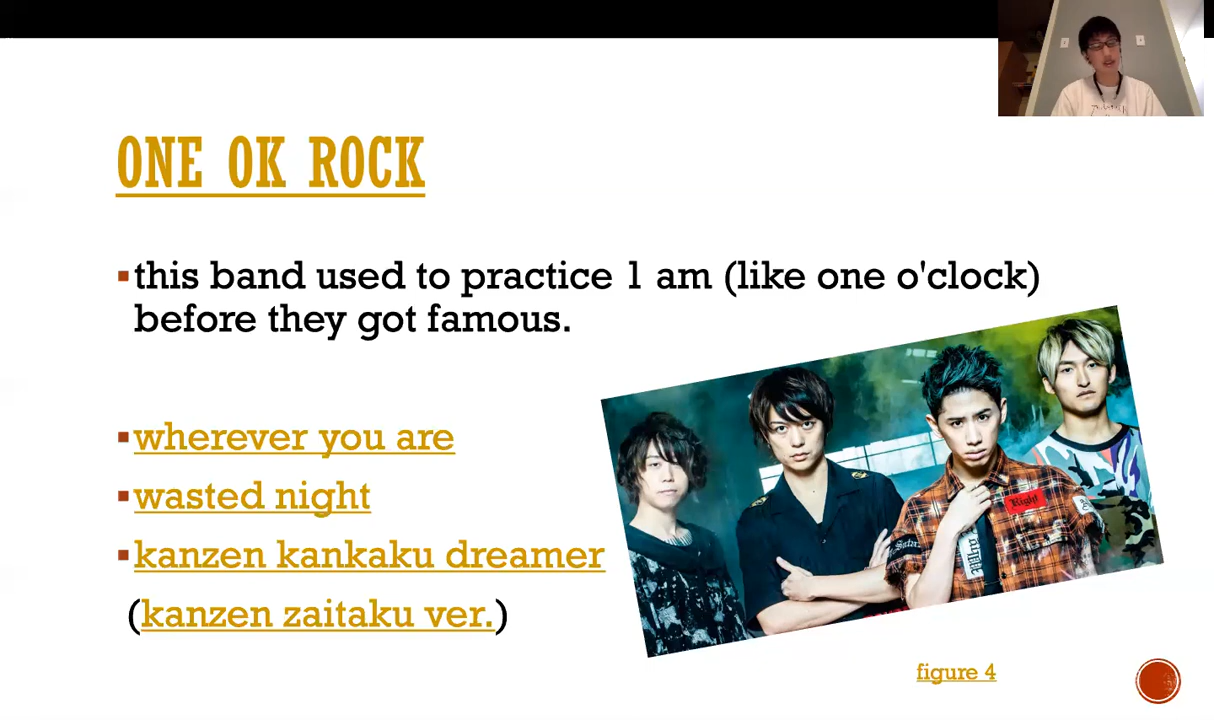 ONE OK ROCK
this band used to practice 1 am (like one o'clock)
before they got famous.
wherever you are
wasted night
kanzen kankaku dreamer
(kanzen zaitaku ver.)
Right
figure 4